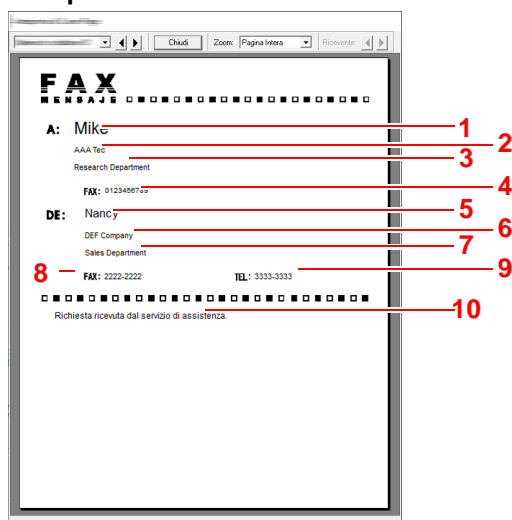 Chiudi Zoom: Pagina Intera Ricevente:
FAX
MENSAJE
A: Mike 1
AAA Tec 2
Research Department 3
FAX: 0123456789 4
DE: Nancy 5
DEF Company 6
Sales Department 7
8 FAX: 2222-2222 TEL: 3333-3333 9
10
Richiesta ricevuta dal servizio di assistenza.